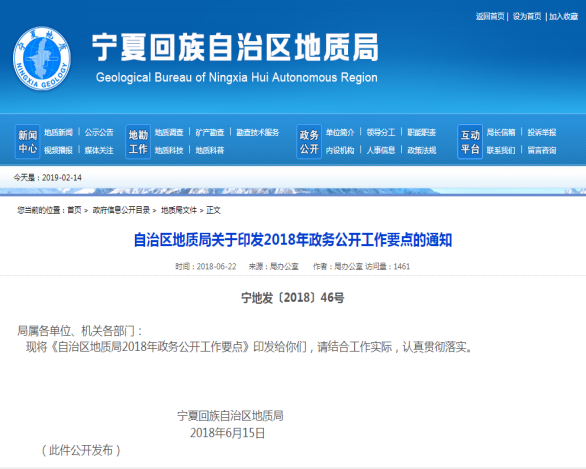 返回首页 | 设为首页 | 加入收藏
宁夏地质
NINGXIA GEOLOGY
宁夏回族自治区地质局
Geological Bureau of Ningxia Hui Autonomous Region
新闻中心 地质新闻 | 公示公告 地勘工作 地质调查 | 矿产勘查 | 勘查技术服务 政务公开 单位简介 | 领导分工 | 职能职责 互动平台 局长信箱 | 投诉举报
视频播报 | 媒体关注 地质科技 | 地质科普 内设机构 | 人事信息 | 政策法规 联系我们 | 留言咨询
今天是：2019-02-14
您当前的位置：首页 > 政府信息公开目录 > 地质局文件 > 正文
自治区地质局关于印发2018年政务公开工作要点的通知
时间：2018-06-22 来源：局办公室 作者：局办公室 访问量：1461
宁地发〔2018〕46号
局属各单位、机关各部门：
现将《自治区地质局2018年政务公开工作要点》印发给你们，请结合工作实际，认真贯彻落实。
宁夏回族自治区地质局
2018年6月15日
（此件公开发布）